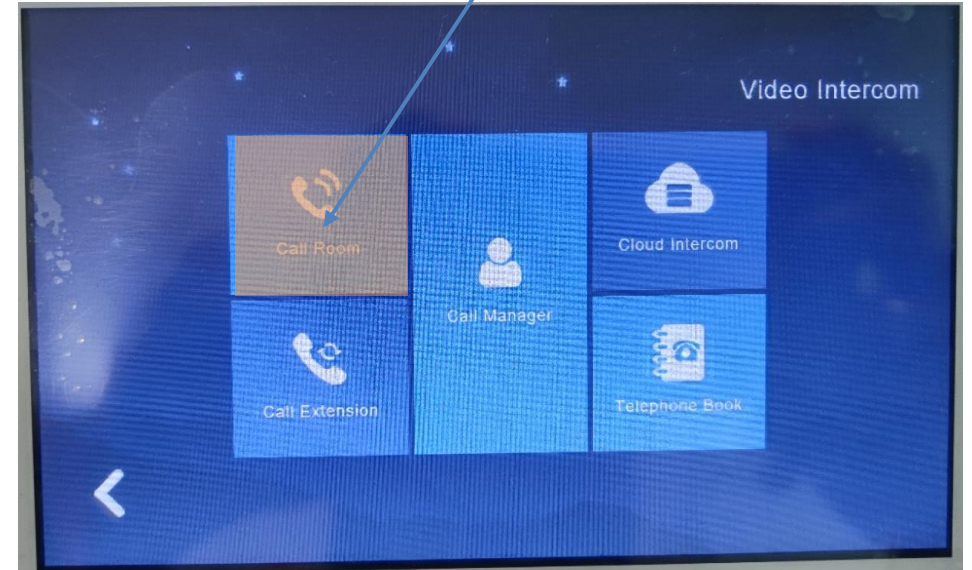 Video Intercom
Call Room
Call Manager
Cloud Intercom
Call Extension
Telephone Book